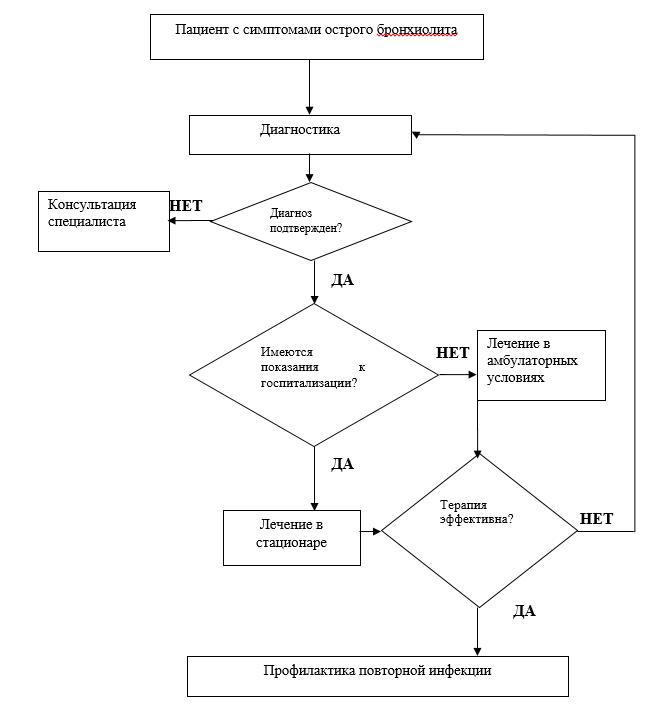 Пациент с симптомами острого бронхиолита
Диагностика
Консультация
специалиста
НЕТ
Диагноз
подтвержден?
ДА
Имеются
показания к
госпитализации?
НЕТ
Лечение в
амбулаторных
условиях
ДА
Лечение в
стационаре
Терапия
эффективна?
НЕТ
ДА
Профилактика повторной инфекции